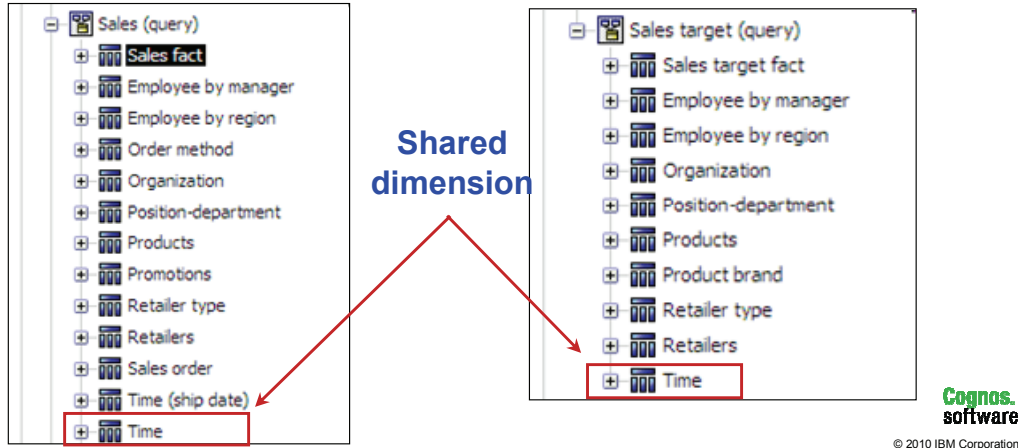 Sales (query)
Sales fact
Employee by manager
Employee by region
Order method
Organization
Position-department
Products
Promotions
Retailer type
Retailers
Sales order
Time (ship date)
Time
Shared
dimension
Sales target (query)
Sales target fact
Employee by manager
Employee by region
Organization
Position-department
Products
Product brand
Retailer type
Retailers
Time
Cognos.
software
© 2010 IBM Corporation